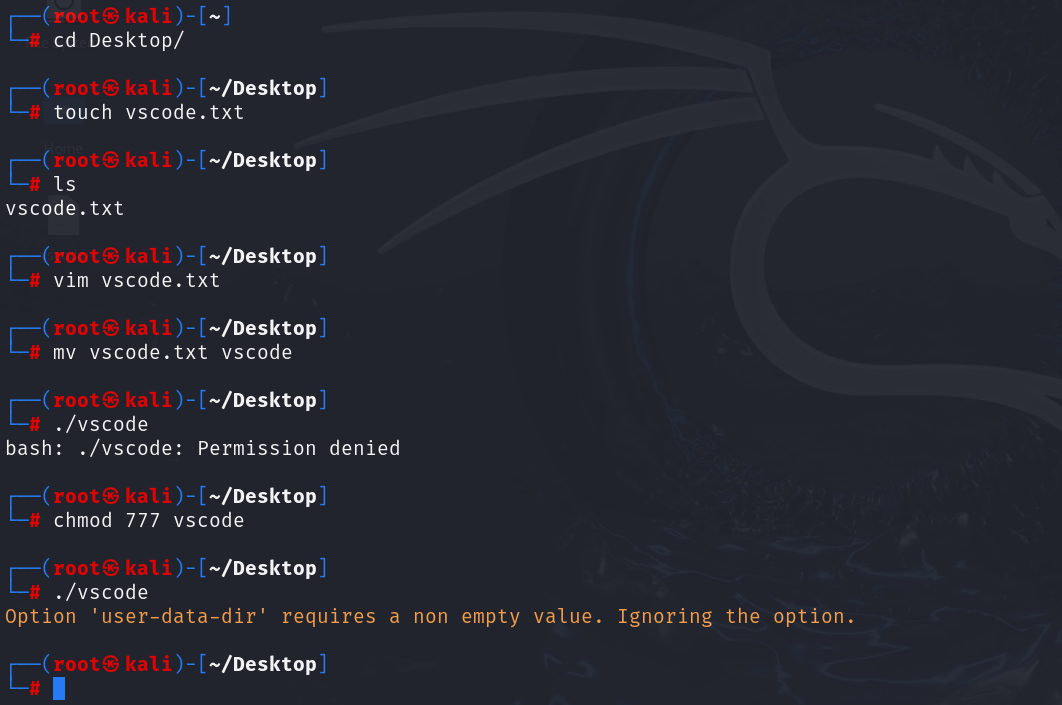 ┌──(root㉿kali)-[~]
└─# cd Desktop/
┌──(root㉿kali)-[~/Desktop]
└─# touch vscode.txt
┌──(root㉿kali)-[~/Desktop]
└─# ls
vscode.txt
┌──(root㉿kali)-[~/Desktop]
└─# vim vscode.txt
┌──(root㉿kali)-[~/Desktop]
└─# mv vscode.txt vscode
┌──(root㉿kali)-[~/Desktop]
└─# ./vscode
bash: ./vscode: Permission denied
┌──(root㉿kali)-[~/Desktop]
└─# chmod 777 vscode
┌──(root㉿kali)-[~/Desktop]
└─# ./vscode
Option 'user-data-dir' requires a non empty value. Ignoring the option.
┌──(root㉿kali)-[~/Desktop]
└─#